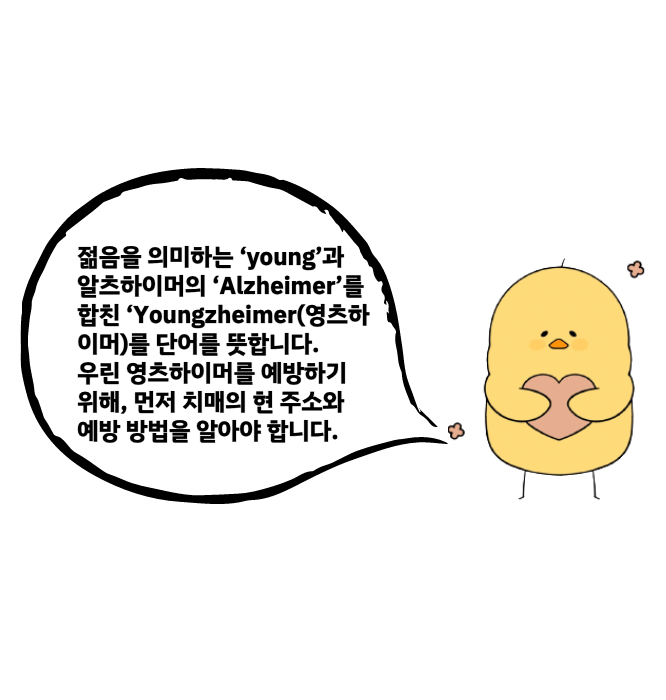 젊음을 의미하는 ‘young’과
알츠하이머의 ‘Alzheimer’를
합친 ‘Youngzheimer(영츠하
이머)를 단어를 뜻합니다.
우린 영츠하이머를 예방하기
위해, 먼저 치매의 현 주소와
예방 방법을 알아야 합니다.